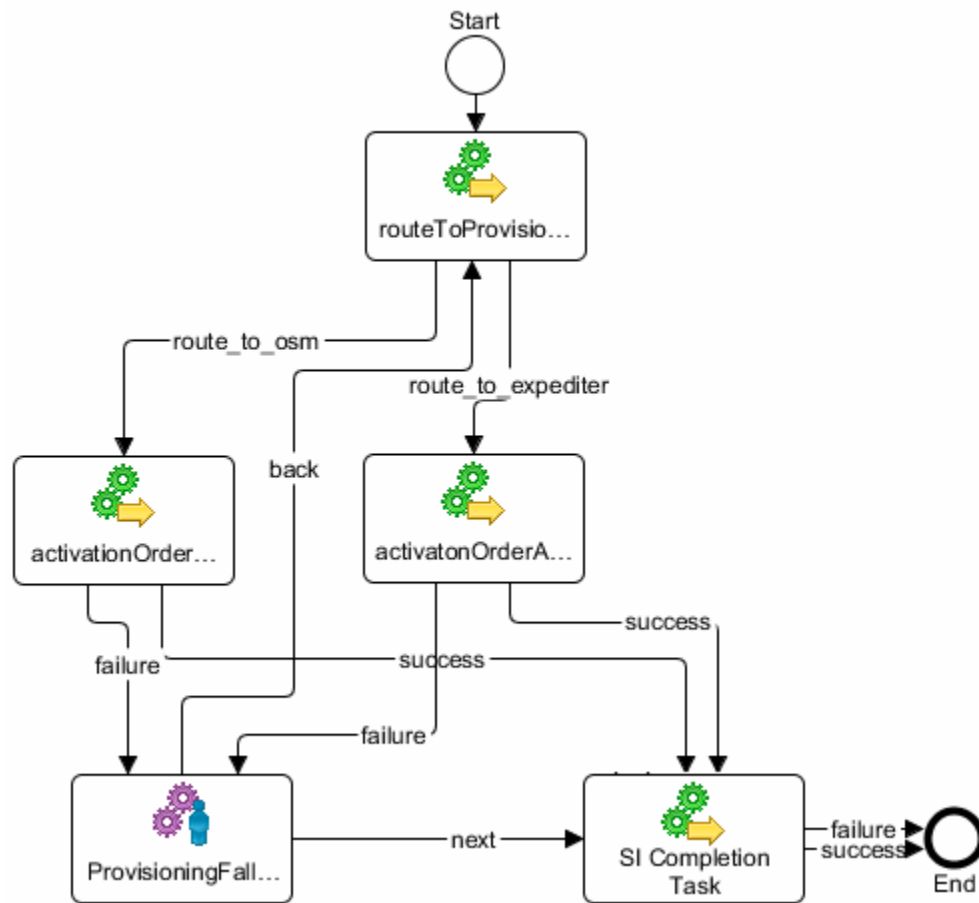 Start
routeToProvisio...
route_to_osm
route_to_expediter
back
activationOrder...
activatonOrderA...
success
failure
success
failure
ProvisioningFall...
next
SI Completion
Task
failure
success
End